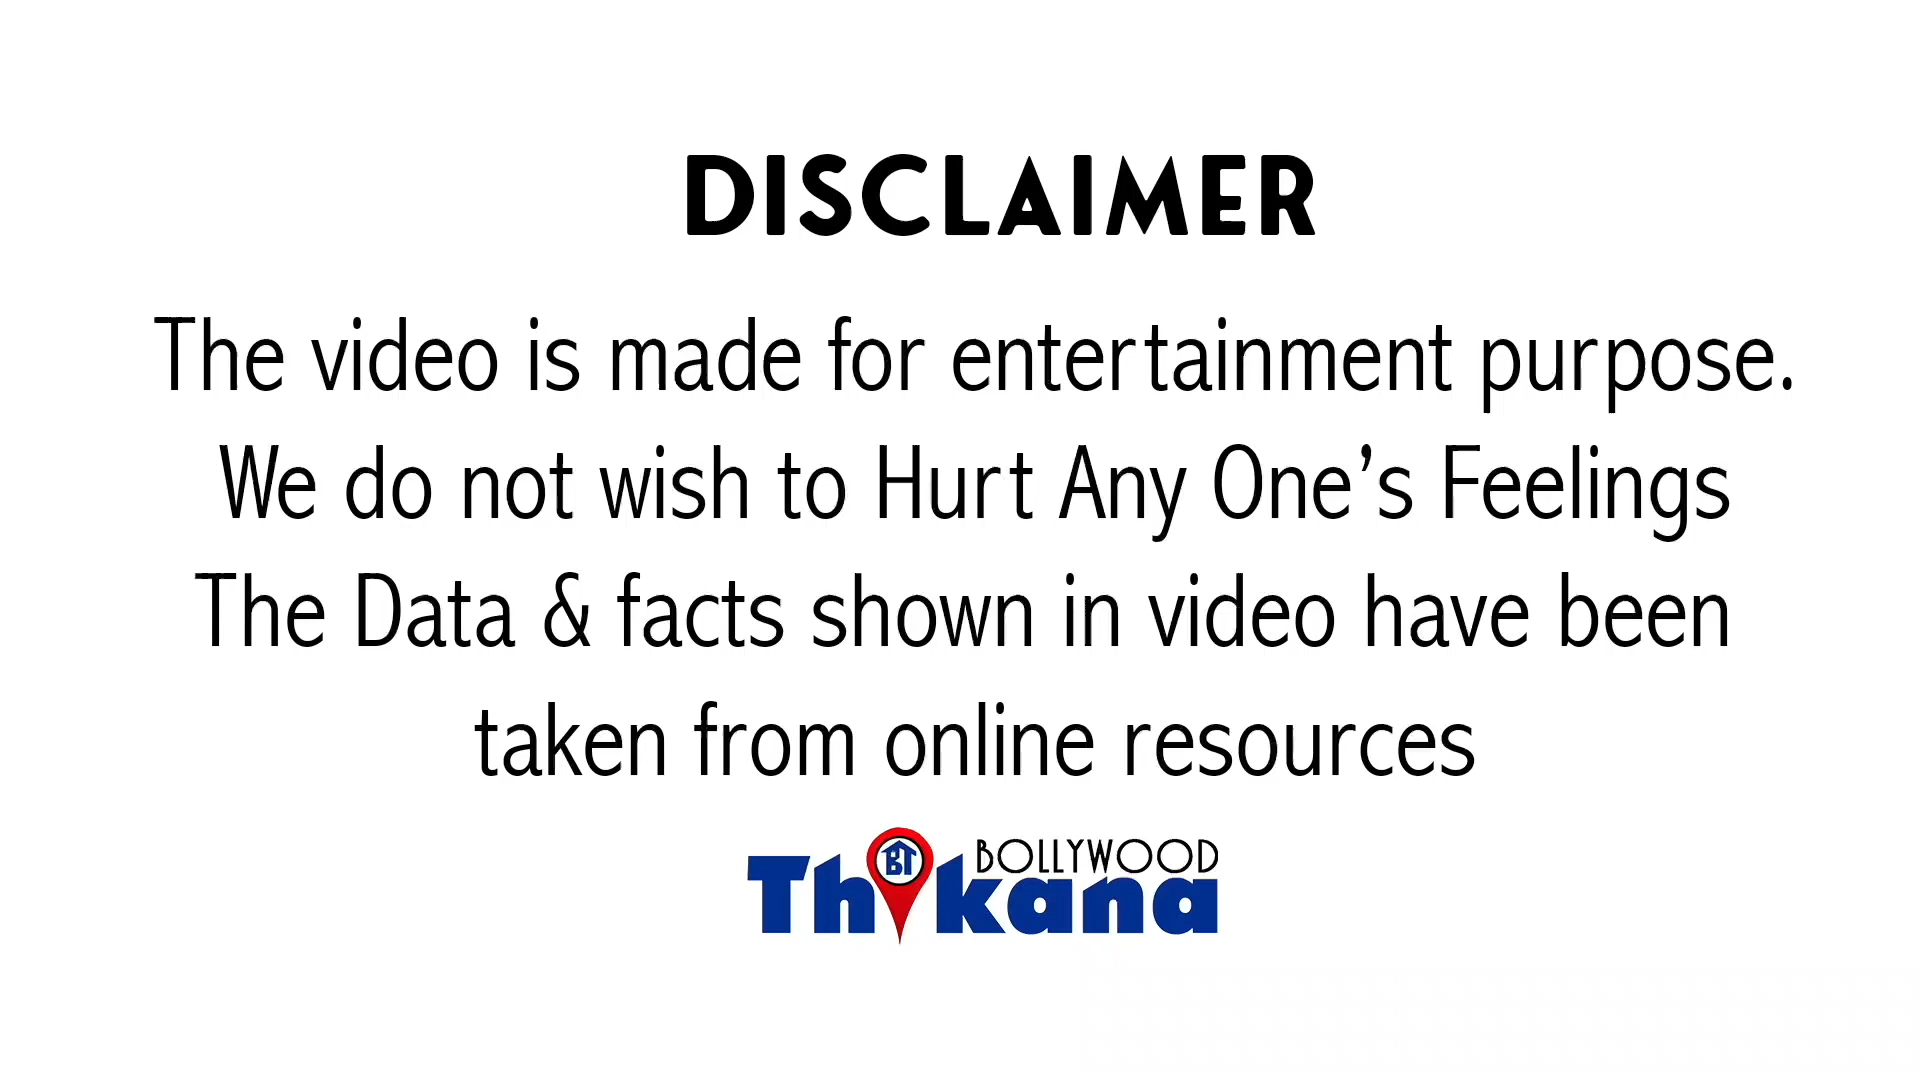 DISCLAIMER
The video is made for entertainment purpose.
We do not wish to Hurt Any One’s Feelings
The Data & facts shown in video have been
taken from online resources
BT
BOLLYWOOD
Thikana